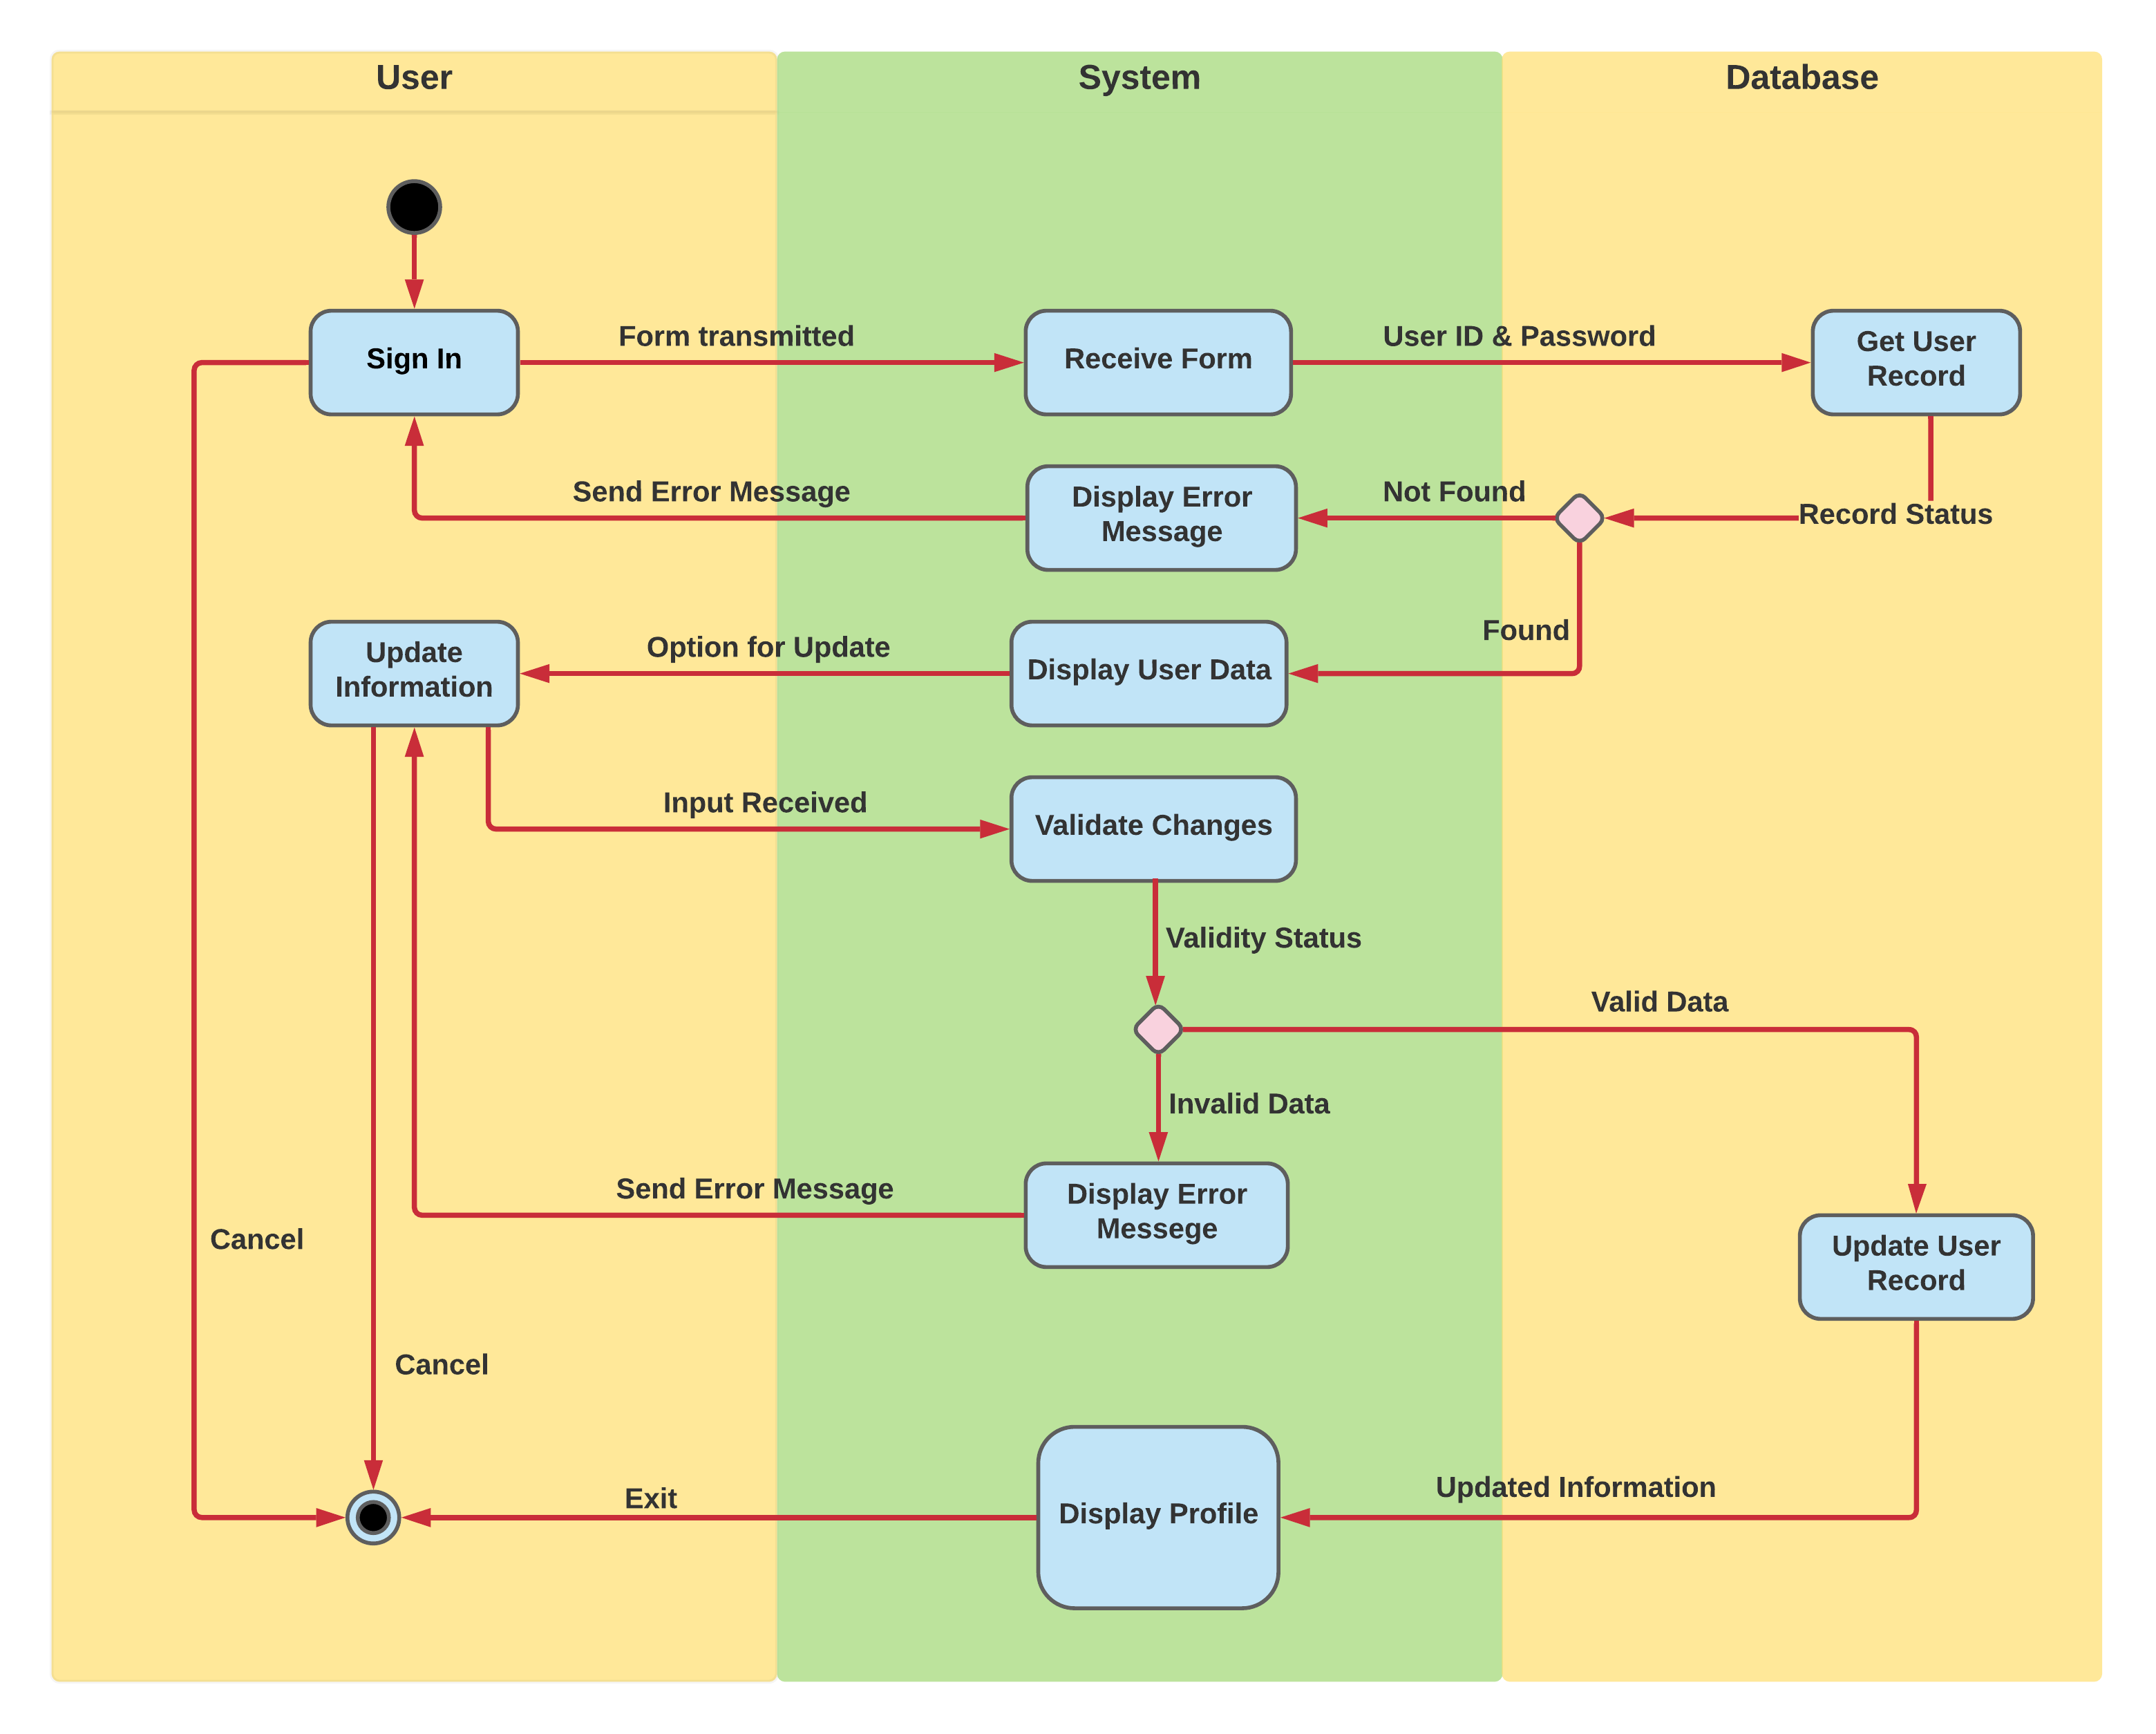 User
System
Database
Sign In
Form transmitted
Receive Form
User ID & Password
Get User
Record
Send Error Message
Display Error
Message
Not Found
Record Status
Found
Update
Information
Option for Update
Display User Data
Input Received
Validate Changes
Validity Status
Valid Data
Invalid Data
Send Error Message
Display Error
Messege
Update User
Record
Cancel
Cancel
Exit
Display Profile
Updated Information